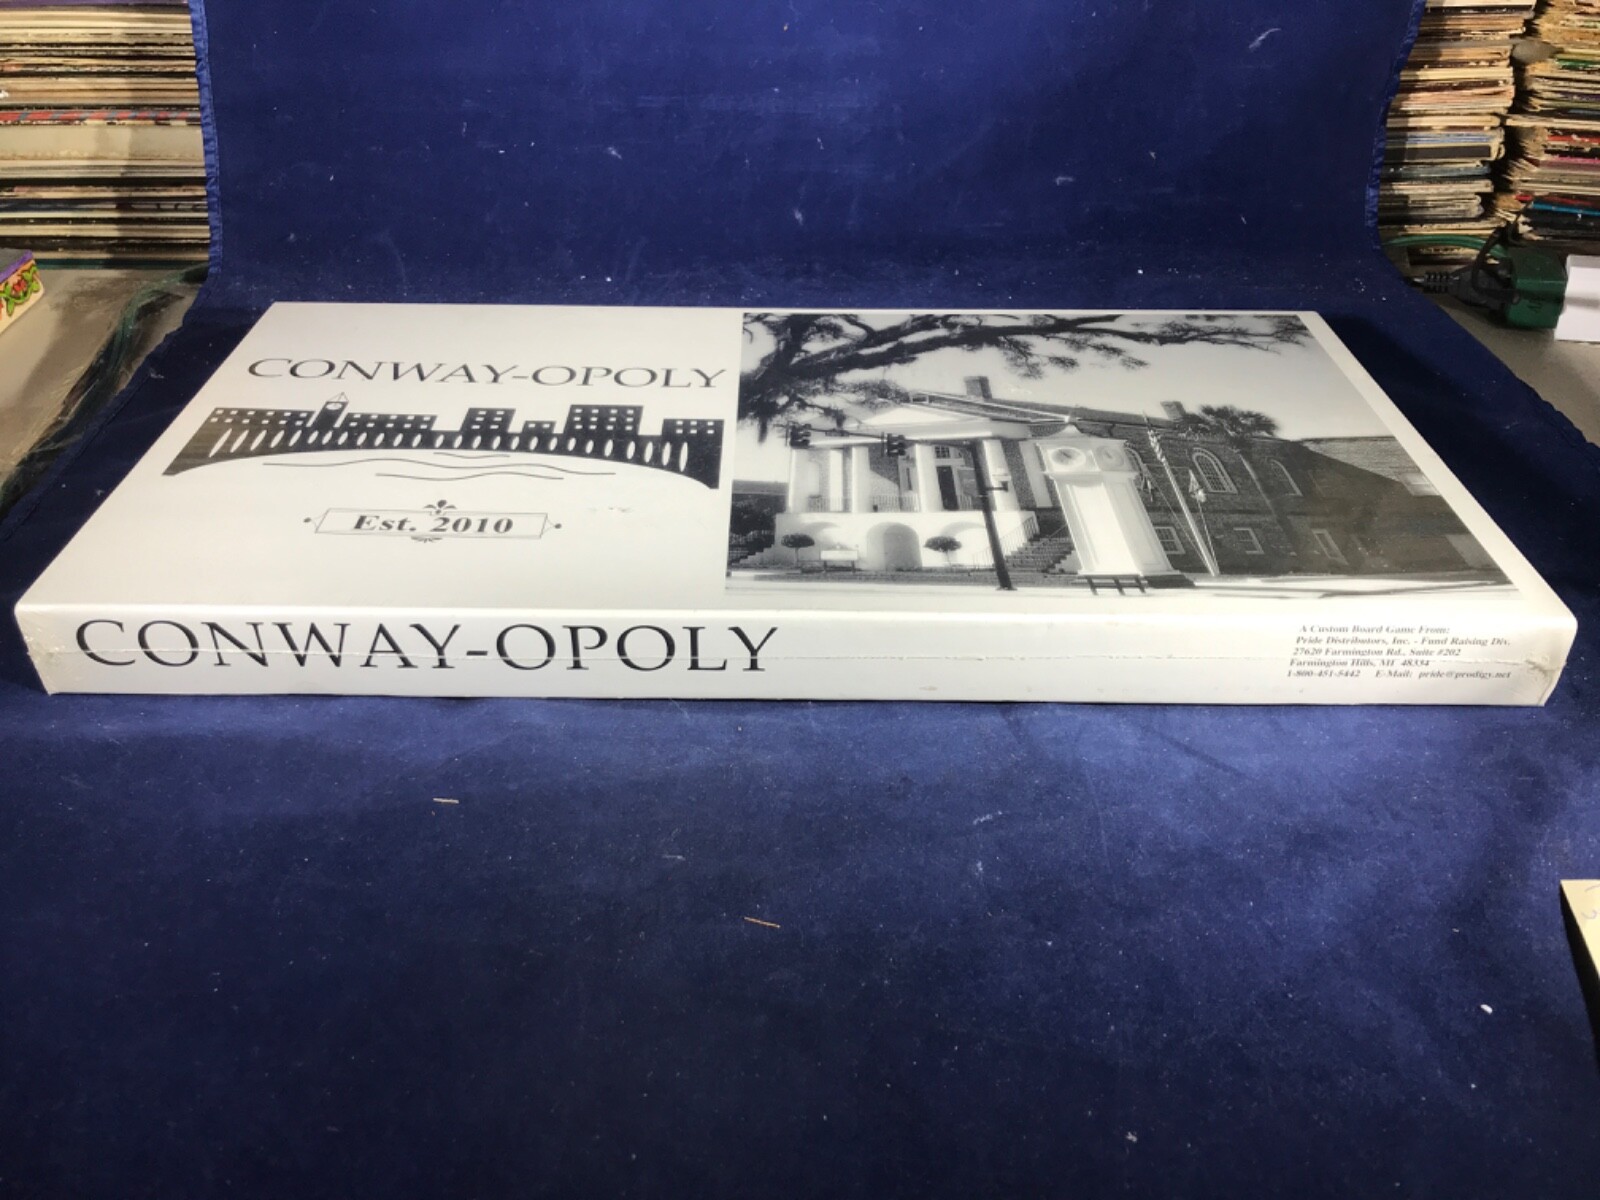 CONWAY-OPOLY
Est. 2010
CONWAY-OPOLY
A Custom Board Game From:
Pride Distributors, Inc. - Fund Raising Div.
27620 Farmington Rd., Suite #202
Farmington Hills, MI 48334
1-800-451-5442 E-Mail: pride@prodigy.net